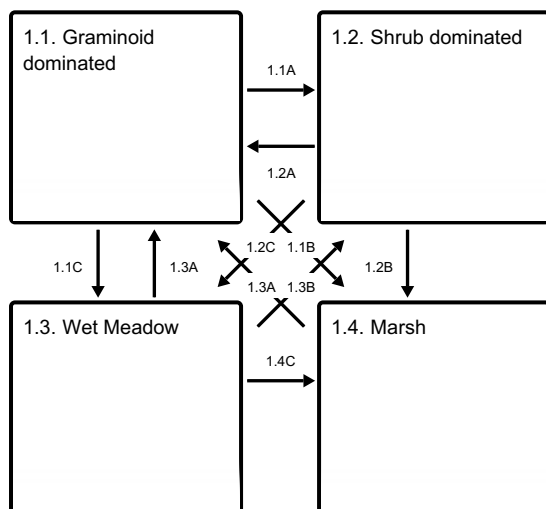 1.1. Graminoid
dominated
1.2. Shrub dominated
1.1A
1.2A
1.2C
1.1B
1.1C
1.3A
1.2B
1.3A
1.3B
1.3. Wet Meadow
1.4. Marsh
1.4C